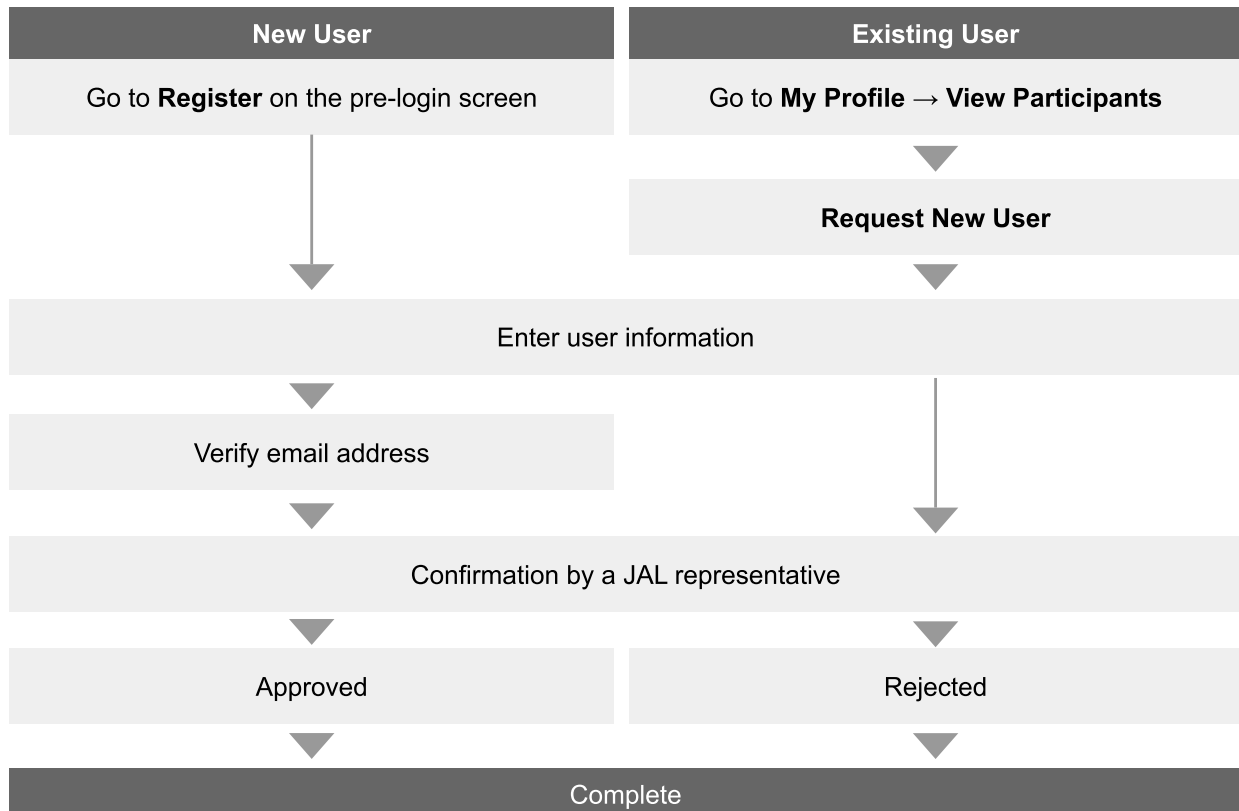 New User
Existing User
Go to Register on the pre-login screen
Go to My Profile → View Participants
Request New User
Enter user information
Verify email address
Confirmation by a JAL representative
Approved
Rejected
Complete